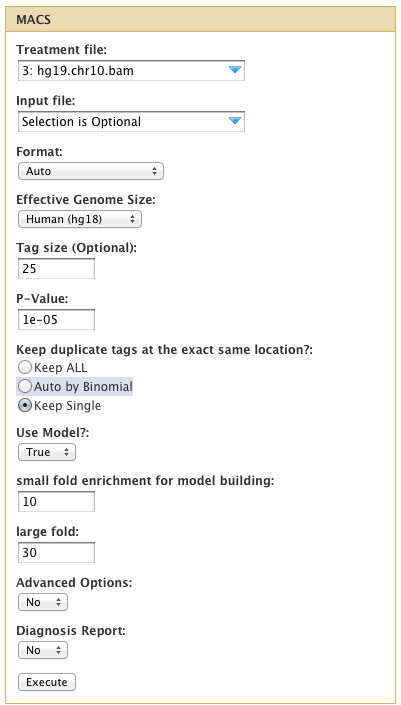 MACS
Treatment file:
3: hg19.chr10.bam
Input file:
Selection is Optional
Format:
Auto
Effective Genome Size:
Human (hg18)
Tag size (Optional):
25
P-Value:
1e-05
Keep duplicate tags at the exact same location?:
Keep ALL
Auto by Binomial
Keep Single
Use Model?:
True
small fold enrichment for model building:
10
large fold:
30
Advanced Options:
No
Diagnosis Report:
No
Execute